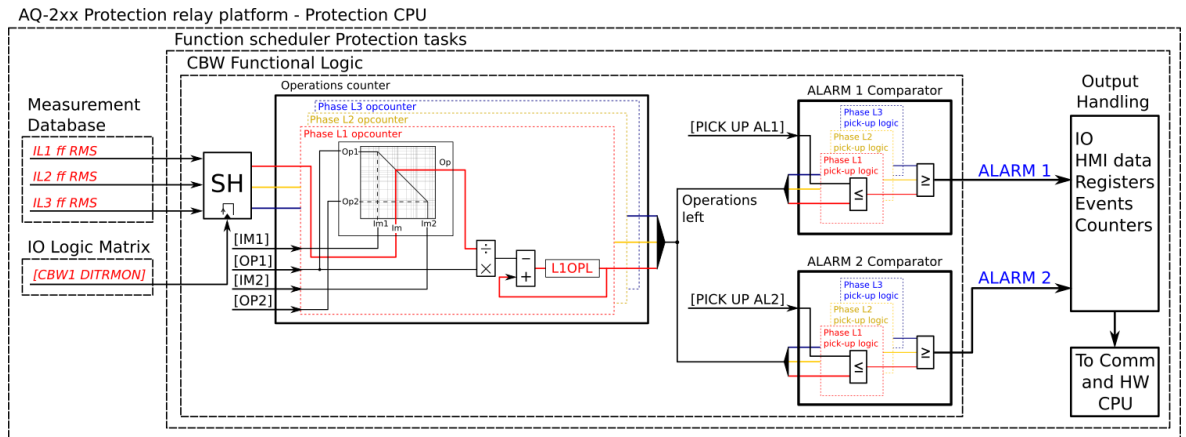 AQ-2xx Protection relay platform - Protection CPU
Function scheduler Protection tasks
CBW Functional Logic
Measurement
Database
IL1 ff RMS
IL2 ff RMS
IL3 ff RMS
IO Logic Matrix
[CBW1 DITRMON]
SH
Operations counter
Phase L3 opcounter
Phase L2 opcounter
Phase L1 opcounter
Op1
Op
Op2
Im1
Im
Im2
[IM1]
[OP1]
[IM2]
[OP2]
÷
×
-
+
L1OPL
Operations
left
ALARM 1 Comparator
[PICK UP AL1]
Phase L3
pick-up logic
Phase L2
pick-up logic
Phase L1
pick-up logic
≤
≥
ALARM 1
ALARM 2 Comparator
[PICK UP AL2]
Phase L3
pick-up logic
Phase L2
pick-up logic
Phase L1
pick-up logic
≤
≥
ALARM 2
Output
Handling
IO
HMI data
Registers
Events
Counters
To Comm
and HW
CPU